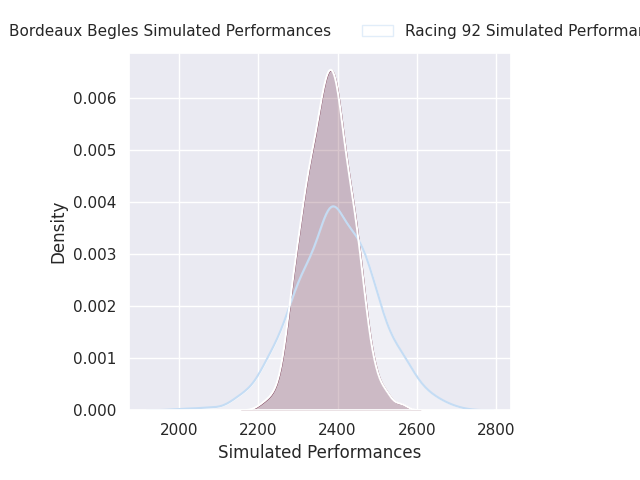 Bordeaux Begles Simulated Performances
Racing 92 Simulated Performan
0.006
0.005
0.004
0.003
0.002
0.001
0.000
Density
2000 2200 2400 2600 2800
Simulated Performances